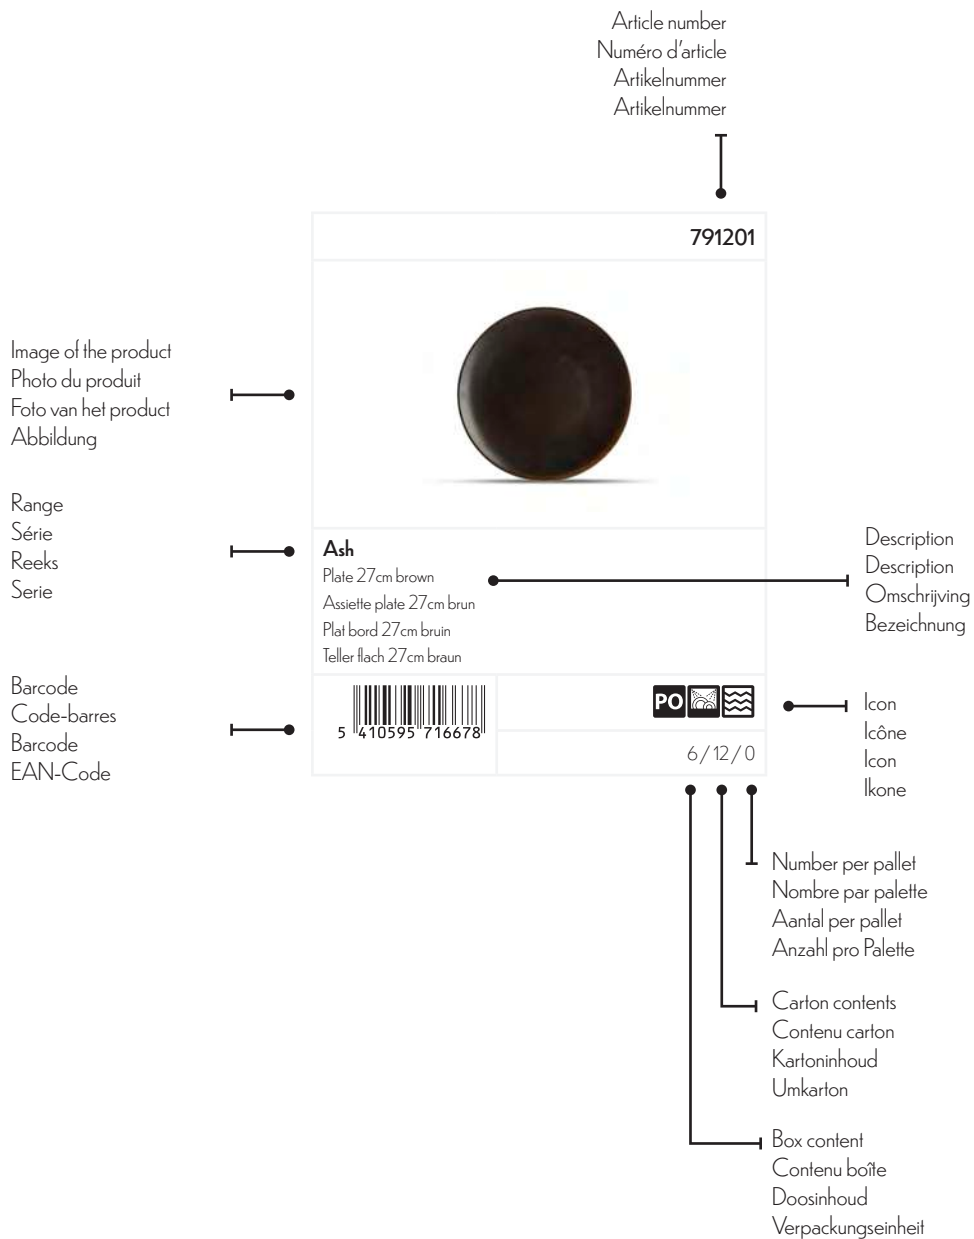 Article number
Numéro d'article
Artikelnummer
Artikelnummer
791201
Image of the product
Photo du produit
Foto van het product
Abbildung
Range
Série
Reeks
Serie
Ash
Plate 27cm brown
Assiette plate 27cm brun
Plat bord 27cm bruin
Teller flach 27cm braun
Description
Description
Omschrijving
Bezeichnung
Barcode
Code-barres
Barcode
EAN-Code
5 410595 716678
PO
6 / 12 / 0
Icon
Icône
Icon
Ikone
Number per pallet
Nombre par palette
Aantal per pallet
Anzahl pro Palette
Carton contents
Contenu carton
Kartoninhoud
Umkarton
Box content
Contenu boîte
Doosinhoud
Verpackungseinheit